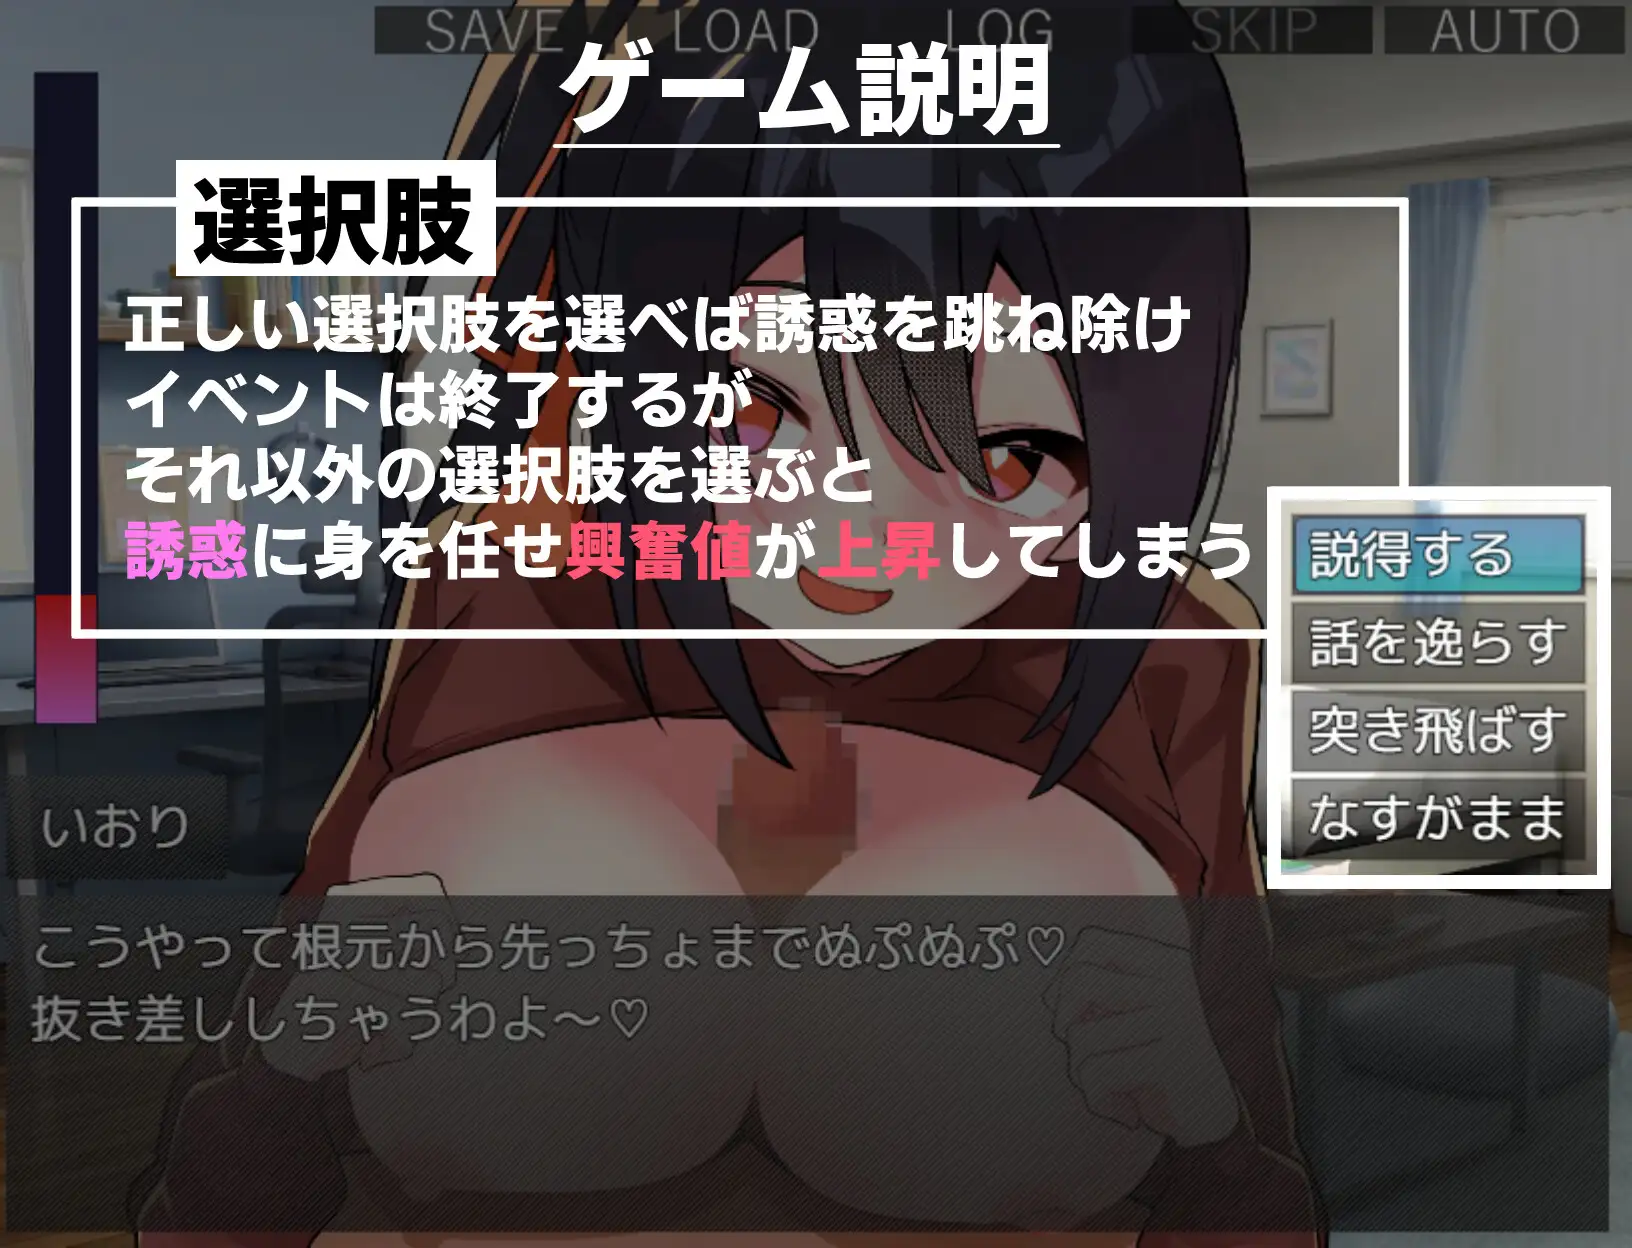 SAVE LOAD LOG SKIP AUTO
ゲーム説明
選択肢
正しい選択肢を選べば誘惑を跳ね除け
イベントは終了するが
それ以外の選択肢を選ぶと
誘惑に身を任せ興奮値が上昇してしまう
説得する
話を逸らす
突き飛ばす
なすがまま
いおり
こうやって根元から先っちょまでぬぷぬぷ♡
抜き差ししちゃうわよ～♡